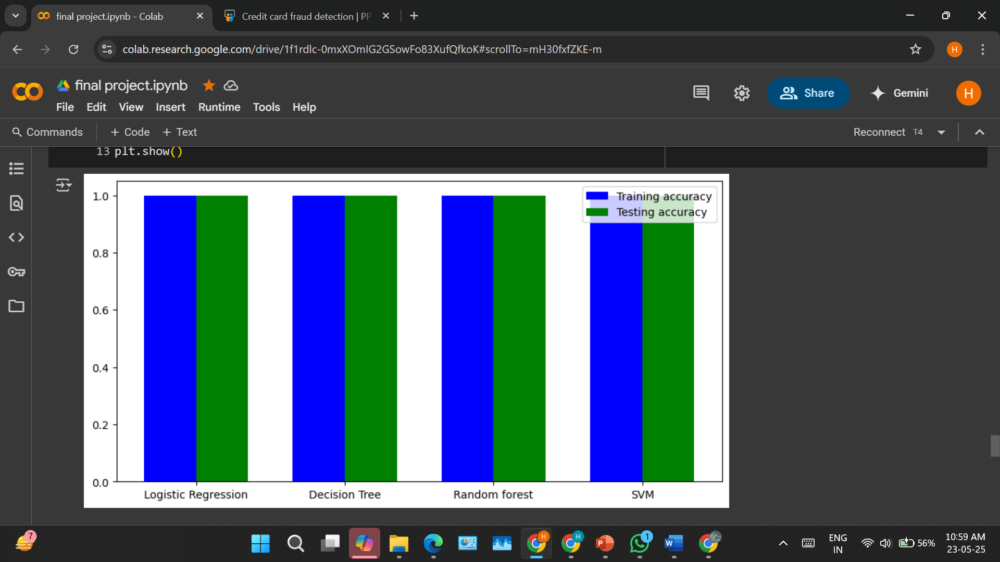 final project.ipynb - Colab
Credit card fraud detection | PP
colab.research.google.com/drive/1f1rdlc-0mxXOmIG2GSowFo83XufQfkoK#scrollTo=mH30fxfZKE-m
H
final project.ipynb
File Edit View Insert Runtime Tools Help
Share
Gemini
H
Commands + Code + Text
Reconnect T4
13 plt.show()
Training accuracy
Testing accuracy
1.0
0.8
0.6
0.4
0.2
0.0
Logistic Regression Decision Tree Random forest SVM
7
H
H
P
1
W
ENG
IN
56%
10:59 AM
23-05-25